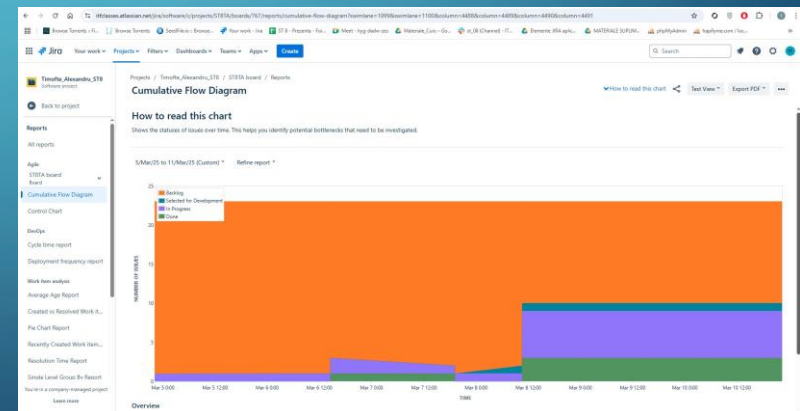 Jira
Your work
Projects
Filters
Dashboards
Teams
Apps
Create
Search
Timofte_Alexandru_ST8
Software project
Back to project
Reports
All reports
Agile
ST8TA board
Board
Cumulative Flow Diagram
Control Chart
DevOps
Cycle time report
Deployment frequency report
Work item analysis
Average Age Report
Created vs Resolved Work it...
Pie Chart Report
Recently Created Work item...
Resolution Time Report
Single Level Group By Report
You're in a company-managed project
Learn more
Projects / Timofte_Alexandru_ST8 / ST8TA board / Reports
Cumulative Flow Diagram
How to read this chart
Test View
Export PDF
How to read this chart
Shows the statuses of issues over time. This helps you identify potential bottlenecks that need to be investigated.
5/Mar/25 to 11/Mar/25 (Custom)
Refine report
NUMBER OF ISSUES
25
20
15
10
5
0
Backlog
Selected for Development
In Progress
Done
Mar 5 0:00
Mar 5 12:00
Mar 6 0:00
Mar 6 12:00
Mar 7 0:00
Mar 7 12:00
Mar 8 0:00
Mar 8 12:00
Mar 9 0:00
Mar 9 12:00
Mar 10 0:00
Mar 10 12:00
TIME
Overview